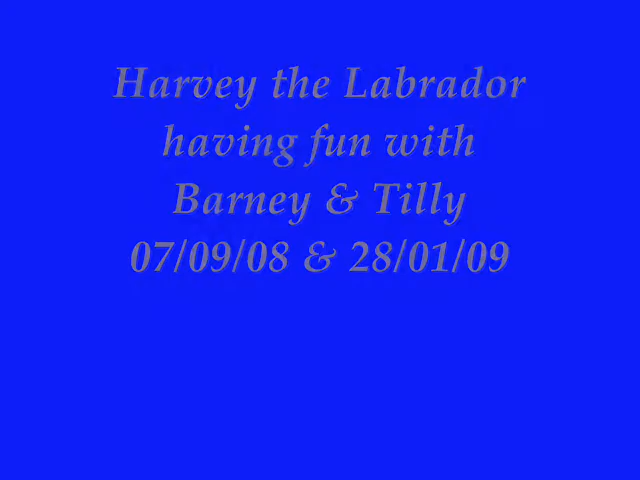 Harvey the Labrador
having fun with
Barney & Tilly
07/09/08 & 28/01/09